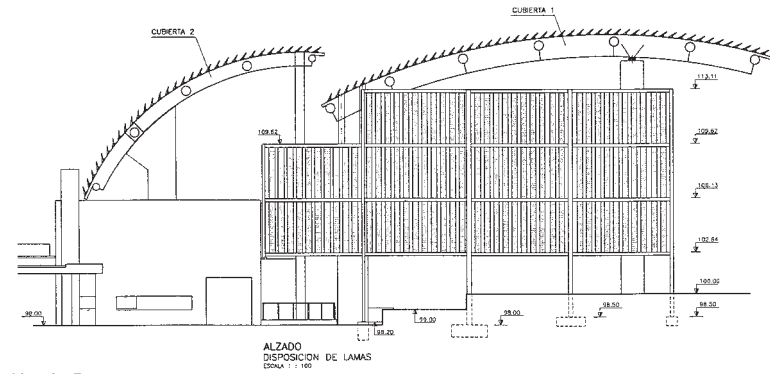 CUBIERTA 1
CUBIERTA 2
113.11
109.62
109.62
106.13
102.64
100.00
98.00
99.00
98.20
98.00
98.50
98.50
ALZADO
DISPOSICION DE LAMAS
ESCALA 1 : 100